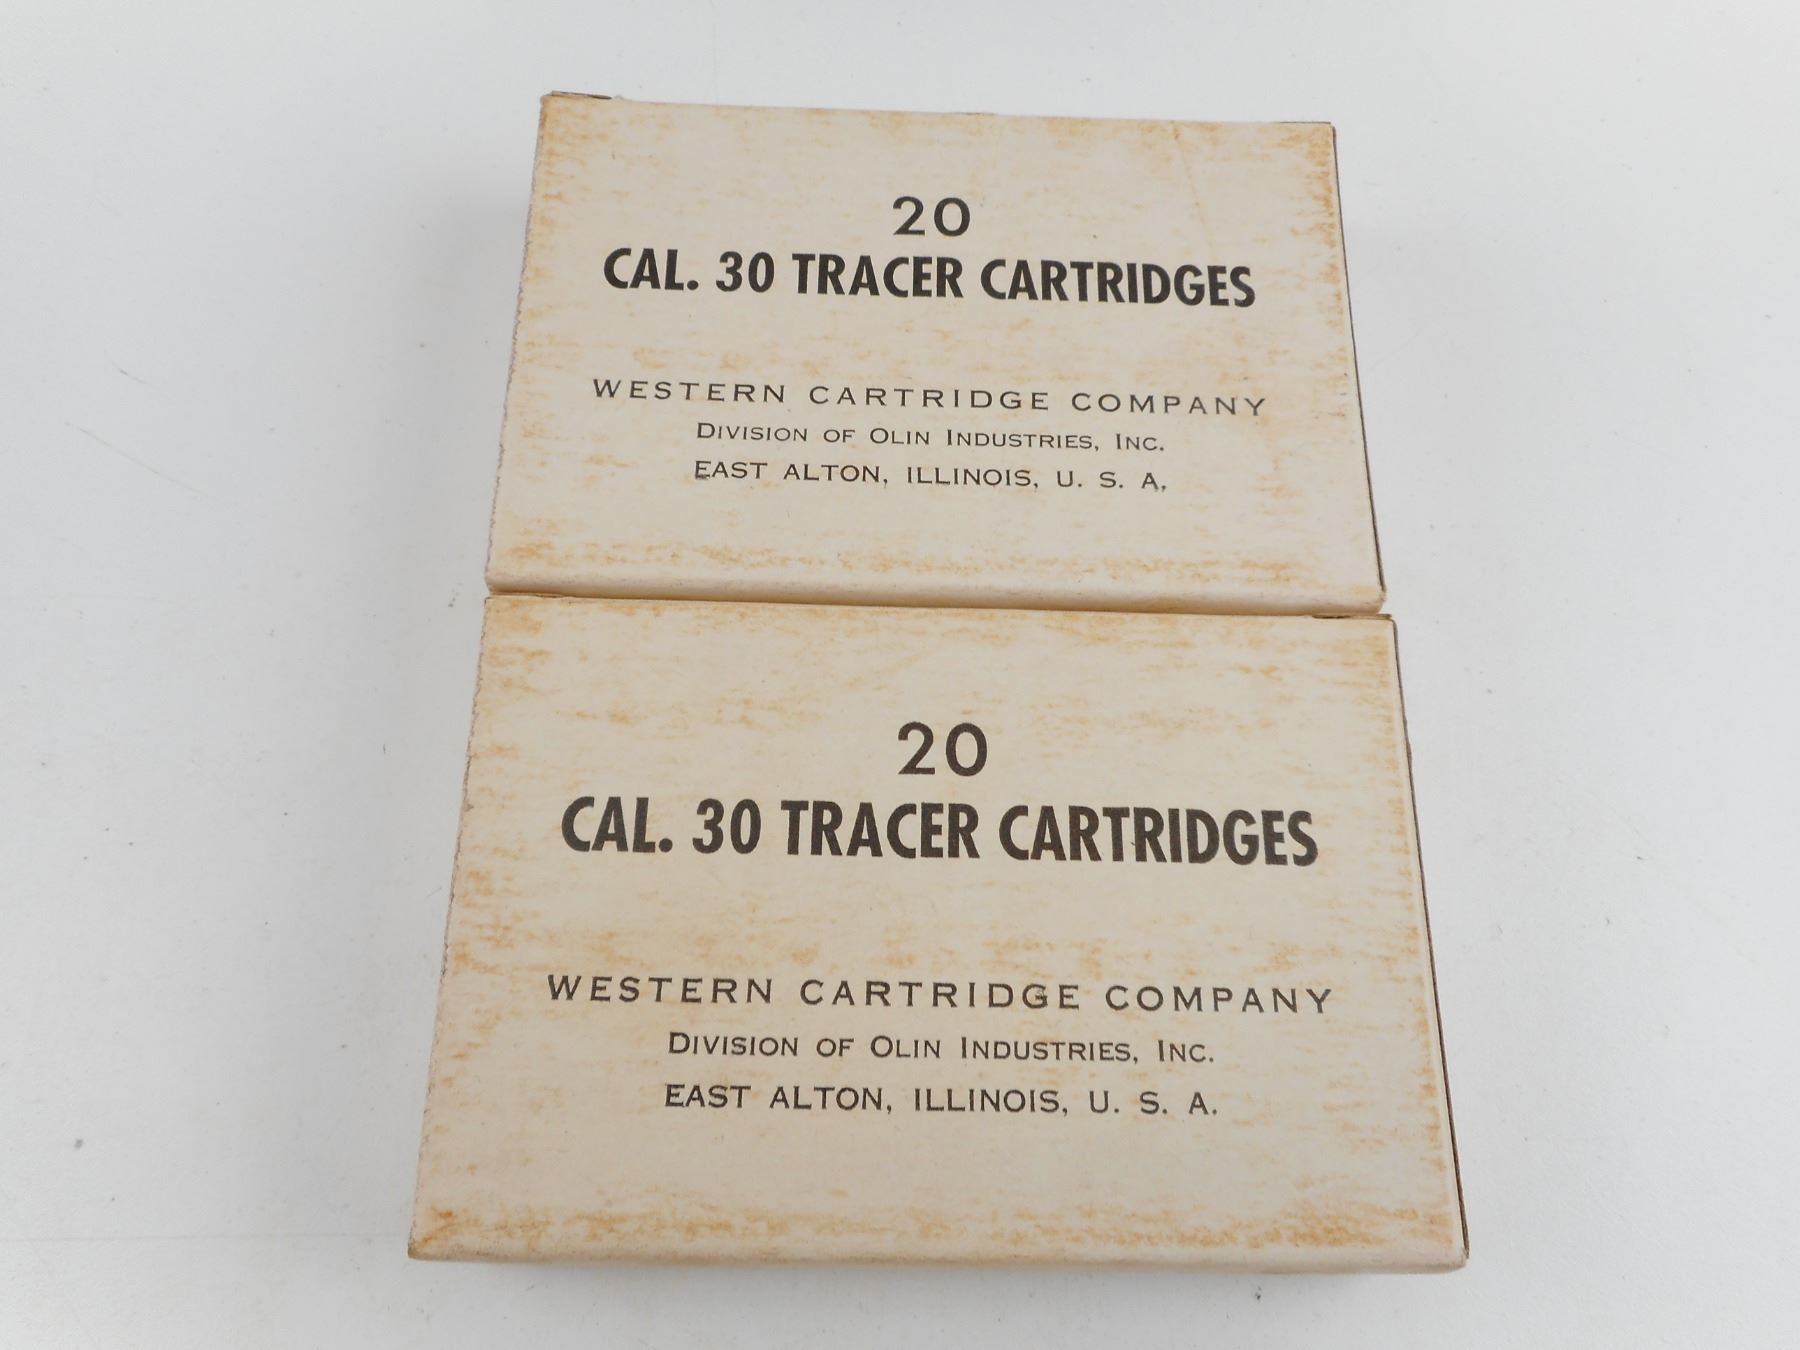 20
CAL. 30 TRACER CARTRIDGES
WESTERN CARTRIDGE COMPANY
DIVISION OF OLIN INDUSTRIES, INC.
EAST ALTON, ILLINOIS, U. S. A.
20
CAL. 30 TRACER CARTRIDGES
WESTERN CARTRIDGE COMPANY
DIVISION OF OLIN INDUSTRIES, INC.
EAST ALTON, ILLINOIS, U. S. A.